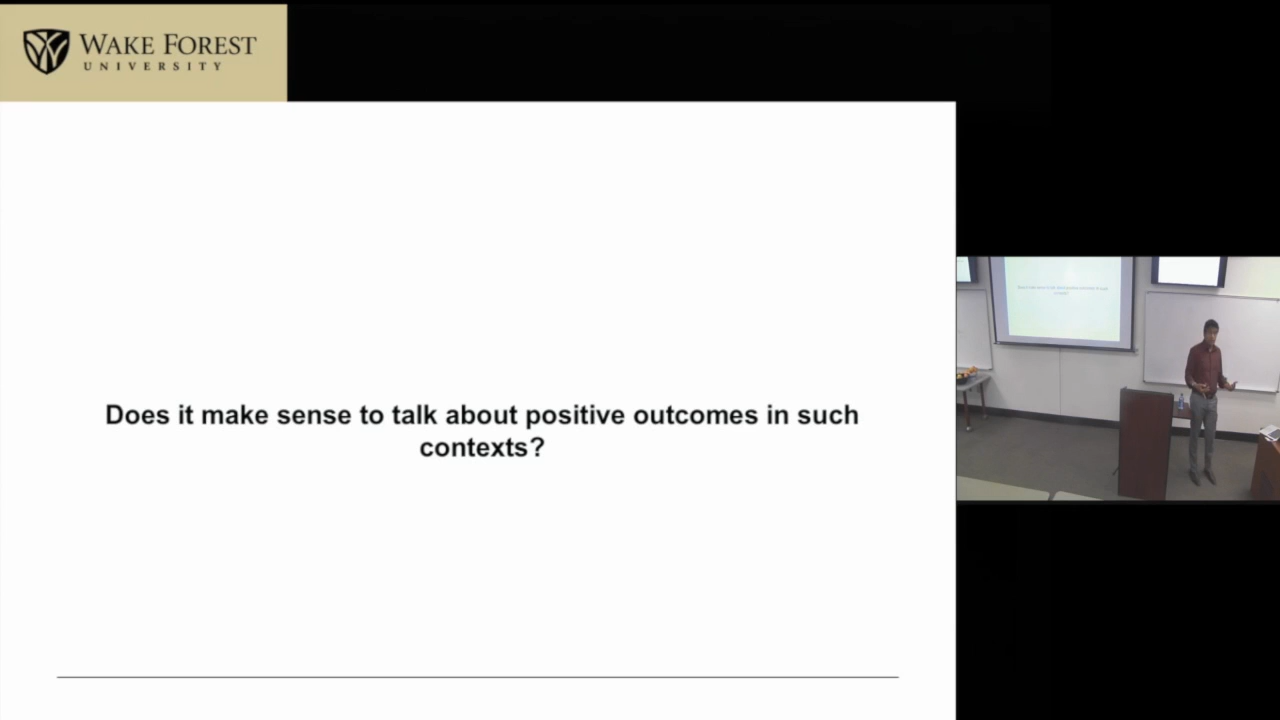 WAKE FOREST
UNIVERSITY
Does it make sense to talk about positive outcomes in such
contexts?